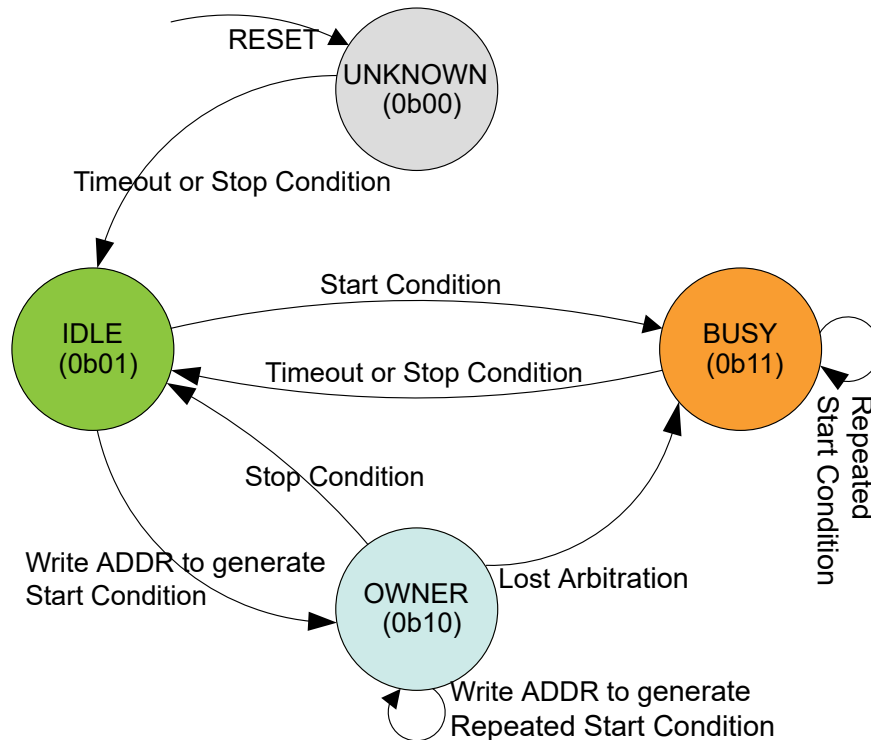 RESET
UNKNOWN
(0b00)
Timeout or Stop Condition
Start Condition
IDLE
(0b01)
BUSY
(0b11)
Timeout or Stop Condition
Repeated
Start Condition
Stop Condition
Write ADDR to generate
Start Condition
Lost Arbitration
OWNER
(0b10)
Write ADDR to generate
Repeated Start Condition